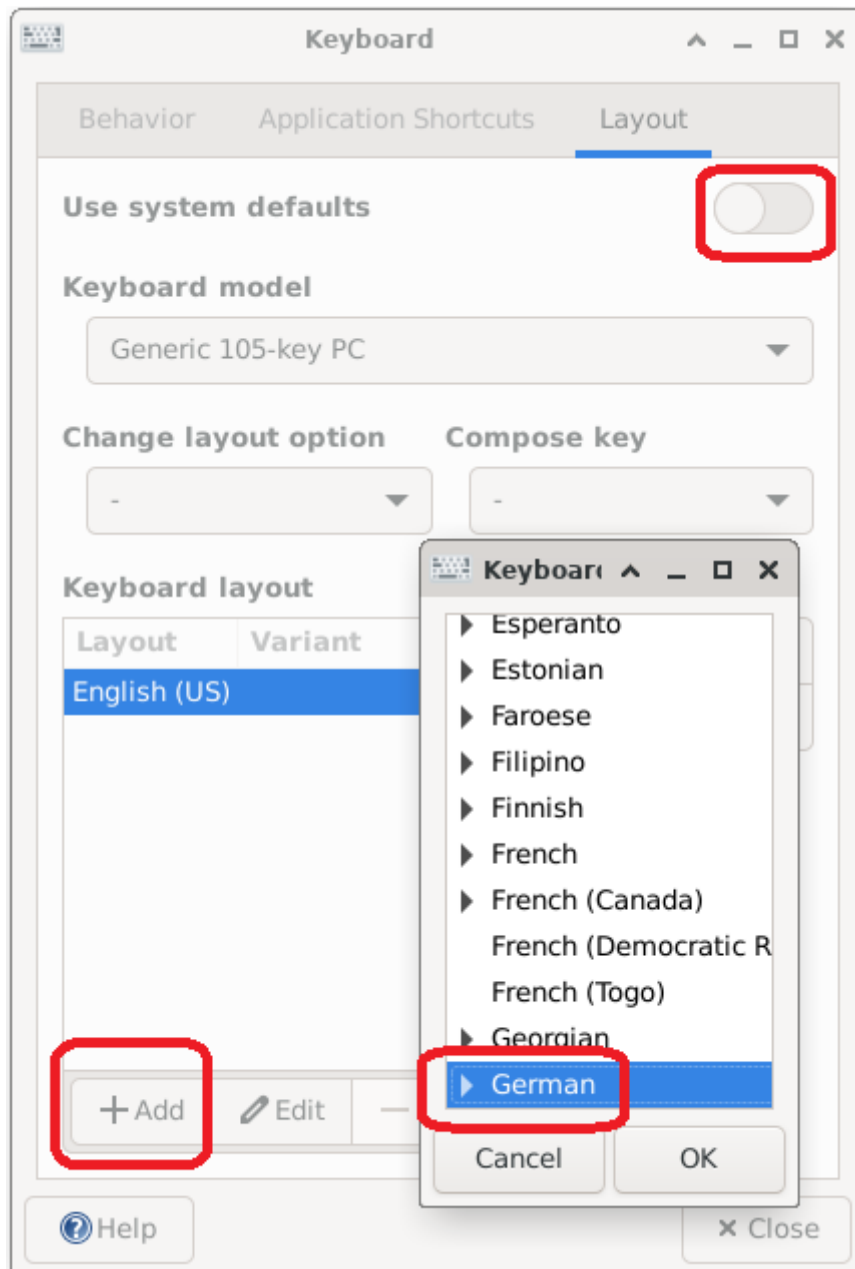 Keyboard
Behavior Application Shortcuts Layout
Use system defaults
Keyboard model
Generic 105-key PC
Change layout option Compose key
- -
Keyboard layout
Layout Variant
English (US)
Keyboar
Esperanto
Estonian
Faroese
Filipino
Finnish
French
French (Canada)
French (Democratic R
French (Togo)
Georgian
German
Cancel OK
Add Edit
Help Close